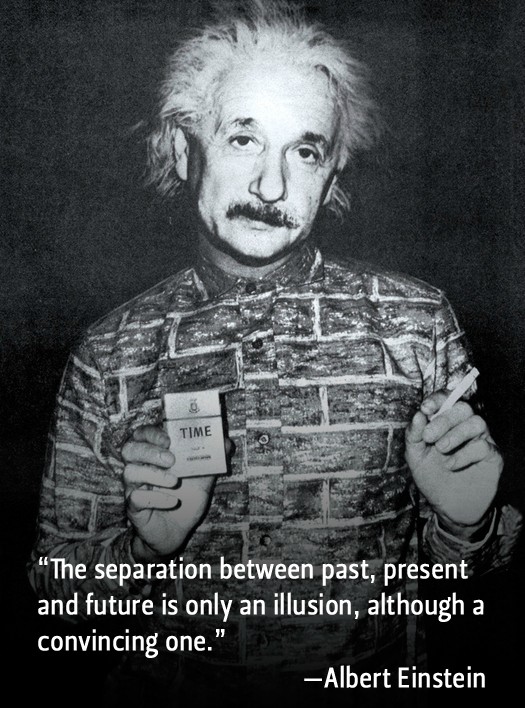 TIME
“The separation between past, present
and future is only an illusion, although a
convincing one.”
—Albert Einstein